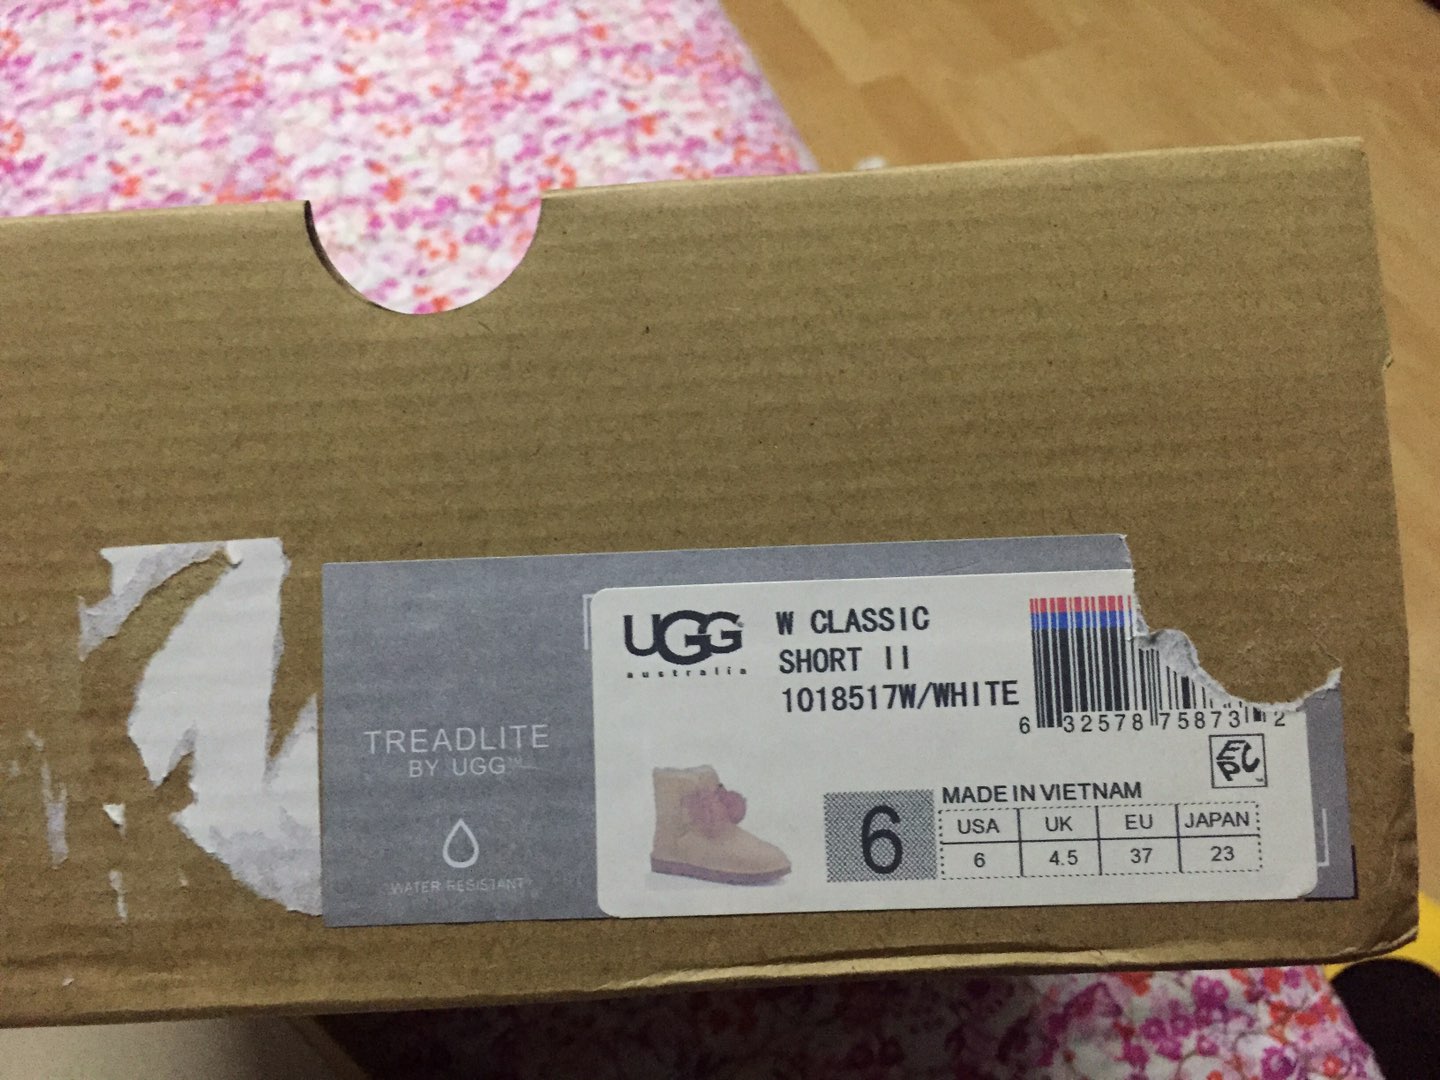 TREADLITE
BY UGG™
WATER RESISTANT
UGG®
australia
W CLASSIC
SHORT II
1018517W/WHITE
6 32578 75873 2
MADE IN VIETNAM
6
USA UK EU JAPAN
6 4.5 37 23